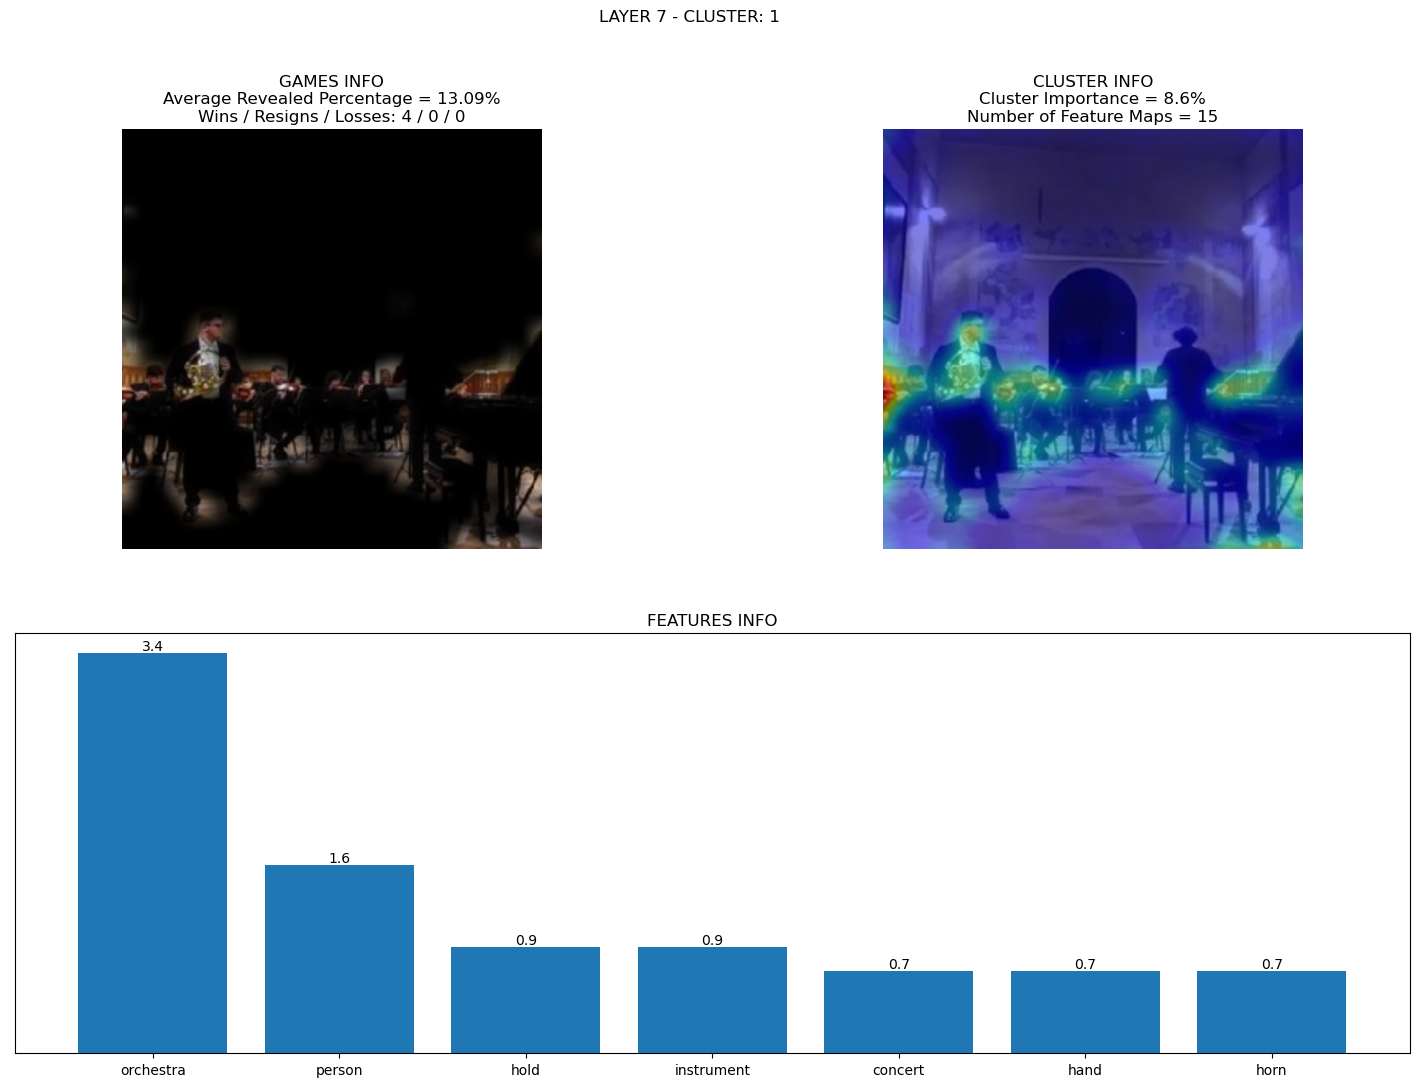 LAYER 7 - CLUSTER: 1
GAMES INFO
Average Revealed Percentage = 13.09%
Wins / Resigns / Losses: 4 / 0 / 0
CLUSTER INFO
Cluster Importance = 8.6%
Number of Feature Maps = 15
FEATURES INFO
3.4
1.6
0.9
0.9
0.7
0.7
0.7
orchestra
person
hold
instrument
concert
hand
horn